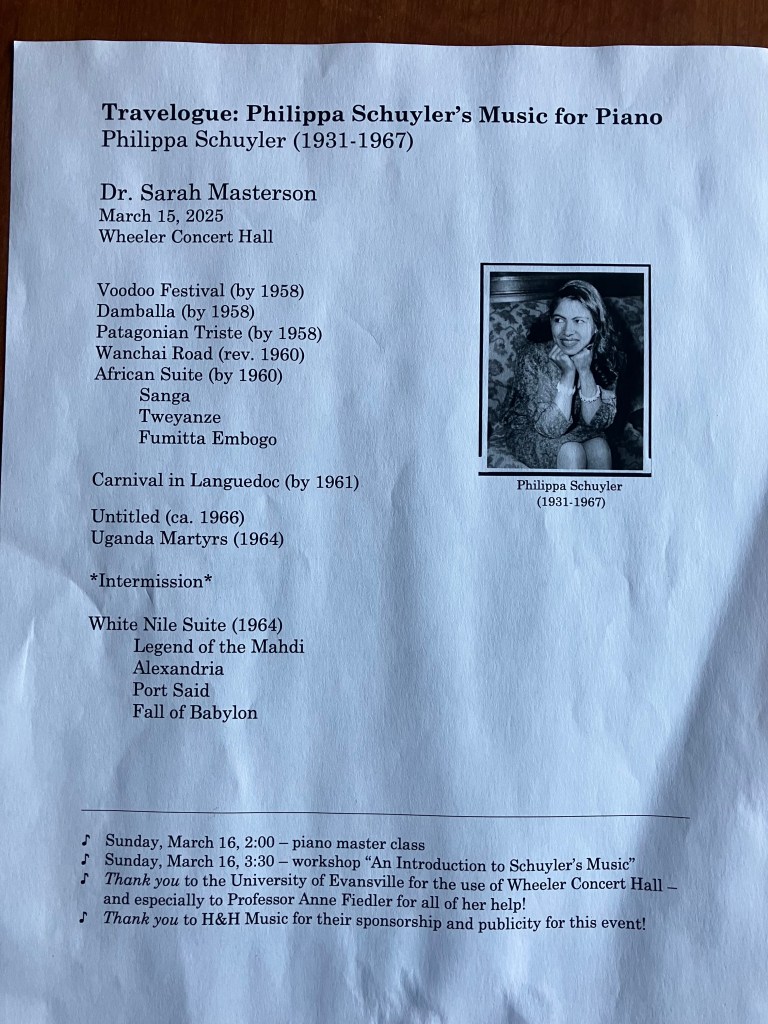 Travelogue: Philippa Schuyler's Music for Piano
Philippa Schuyler (1931-1967)
Dr. Sarah Masterson
March 15, 2025
Wheeler Concert Hall
Voodoo Festival (by 1958)
Damballa (by 1958)
Patagonian Triste (by 1958)
Wanchai Road (rev. 1960)
African Suite (by 1960)
Sanga
Tweyanze
Fumitta Embogo
Carnival in Languedoc (by 1961)
Untitled (ca. 1966)
Uganda Martyrs (1964)
*Intermission*
White Nile Suite (1964)
Legend of the Mahdi
Alexandria
Port Said
Fall of Babylon
Philippa Schuyler
(1931-1967)
♪ Sunday, March 16, 2:00 – piano master class
♪ Sunday, March 16, 3:30 – workshop "An Introduction to Schuyler's Music"
♪ Thank you to the University of Evansville for the use of Wheeler Concert Hall –
and especially to Professor Anne Fiedler for all of her help!
♪ Thank you to H&H Music for their sponsorship and publicity for this event!